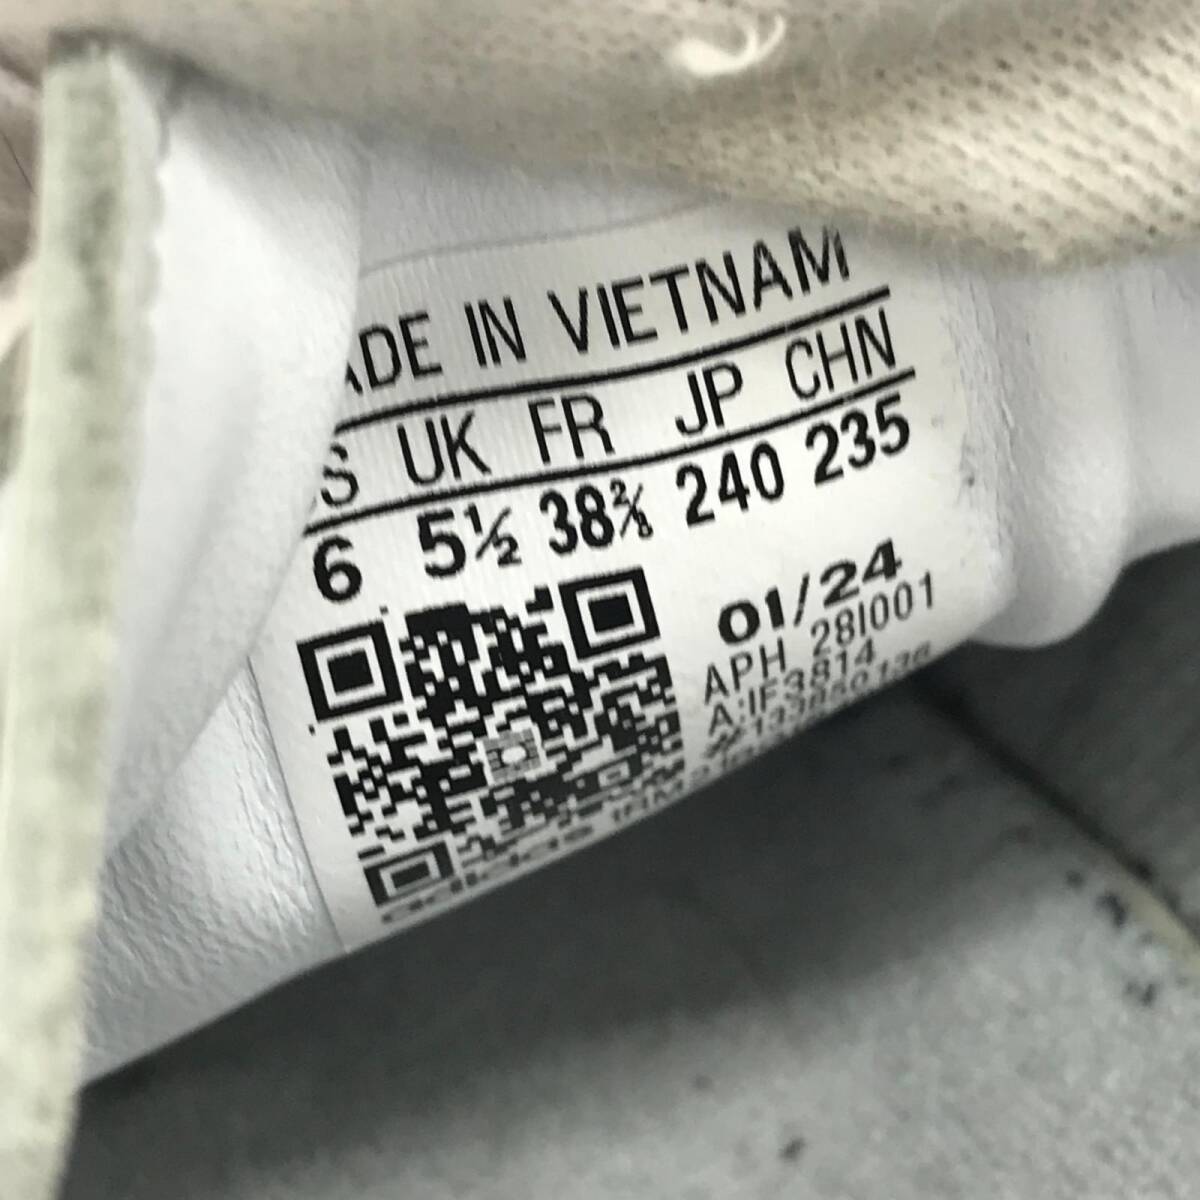 ADE IN VIETNAM
S UK FR JP CHN
6 5½ 38⅔ 240 235
01/24
APH 28I001
A:IF3814
adidas